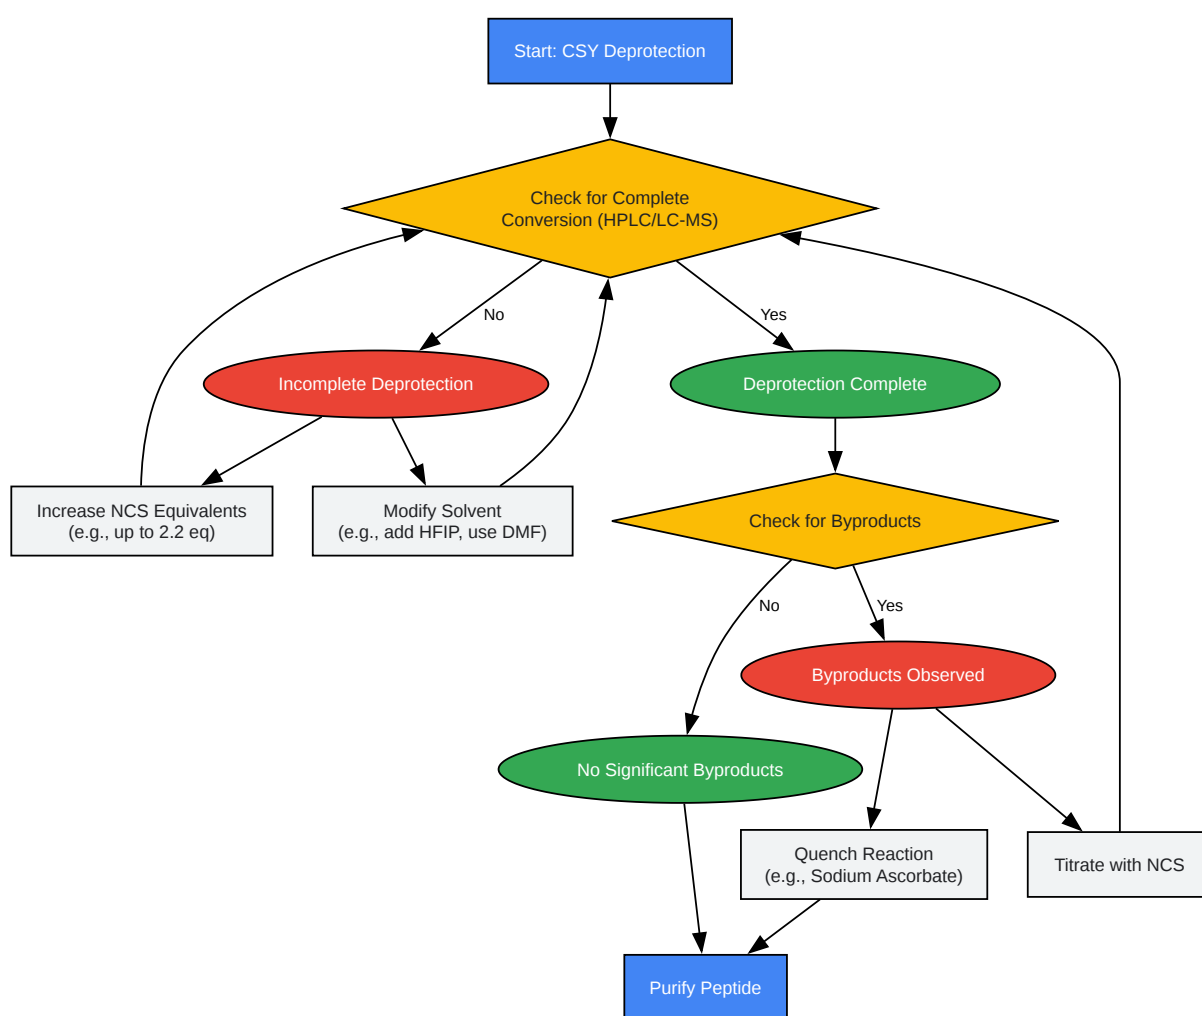 Start: CSY Deprotection
Check for Complete
Conversion (HPLC/LC-MS)
No
Yes
Incomplete Deprotection
Deprotection Complete
Increase NCS Equivalents
(e.g., up to 2.2 eq)
Modify Solvent
(e.g., add HFIP, use DMF)
Check for Byproducts
No
Yes
Byproducts Observed
No Significant Byproducts
Quench Reaction
(e.g., Sodium Ascorbate)
Titrate with NCS
Purify Peptide